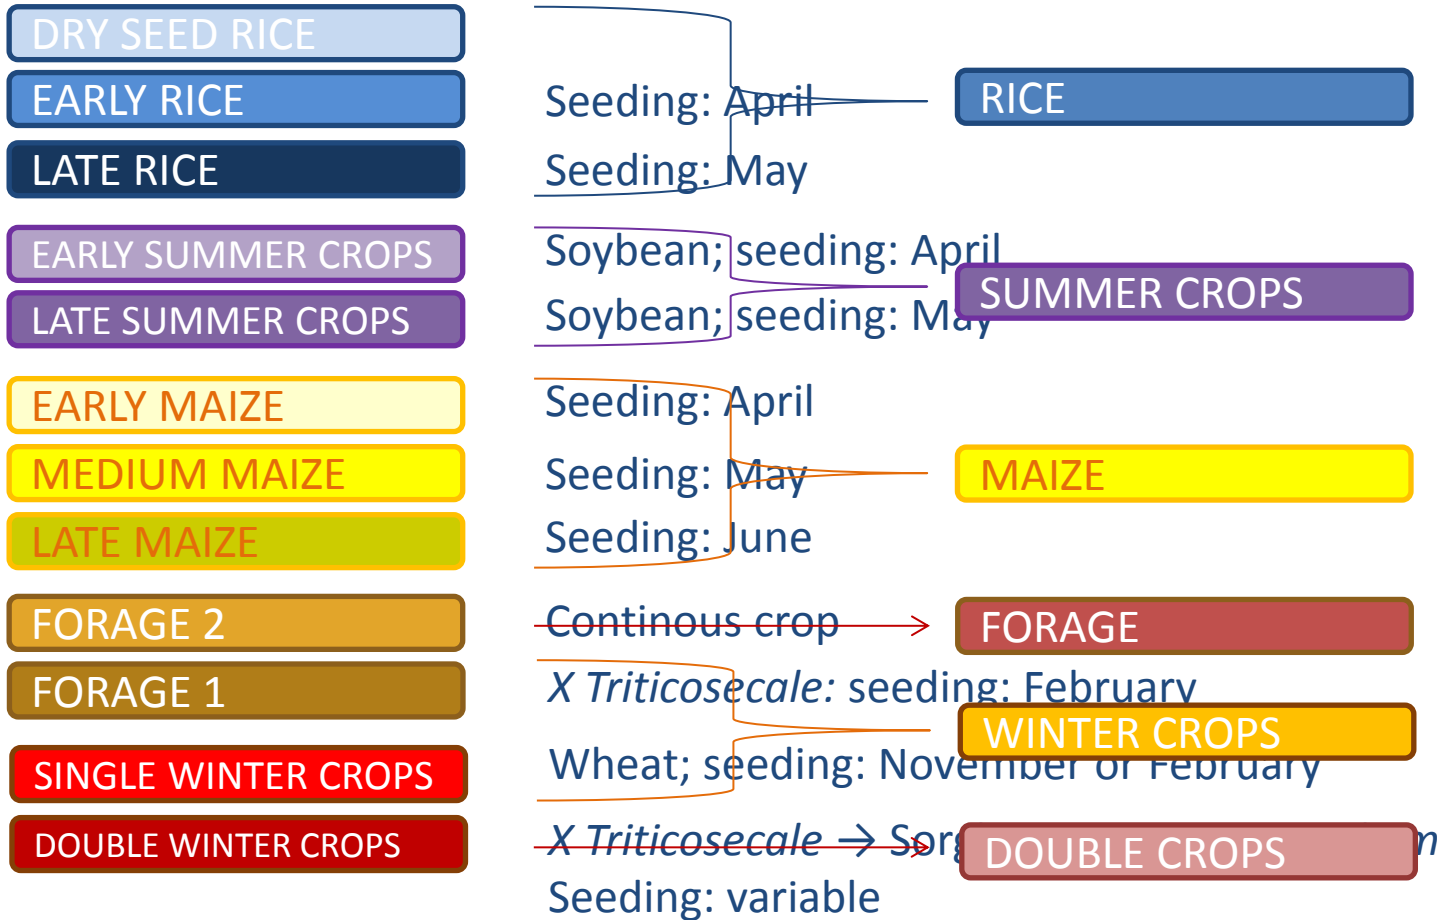 DRY SEED RICE
EARLY RICE
Seeding: April
RICE
LATE RICE
Seeding: May
EARLY SUMMER CROPS
Soybean; seeding: April
SUMMER CROPS
LATE SUMMER CROPS
Soybean; seeding: May
EARLY MAIZE
Seeding: April
MEDIUM MAIZE
Seeding: May
MAIZE
LATE MAIZE
Seeding: June
FORAGE 2
Continous crop
FORAGE
FORAGE 1
X Triticosecale: seeding: February
WINTER CROPS
SINGLE WINTER CROPS
Wheat; seeding: November or February
DOUBLE WINTER CROPS
X Triticosecale →
DOUBLE CROPS
Seeding: variable